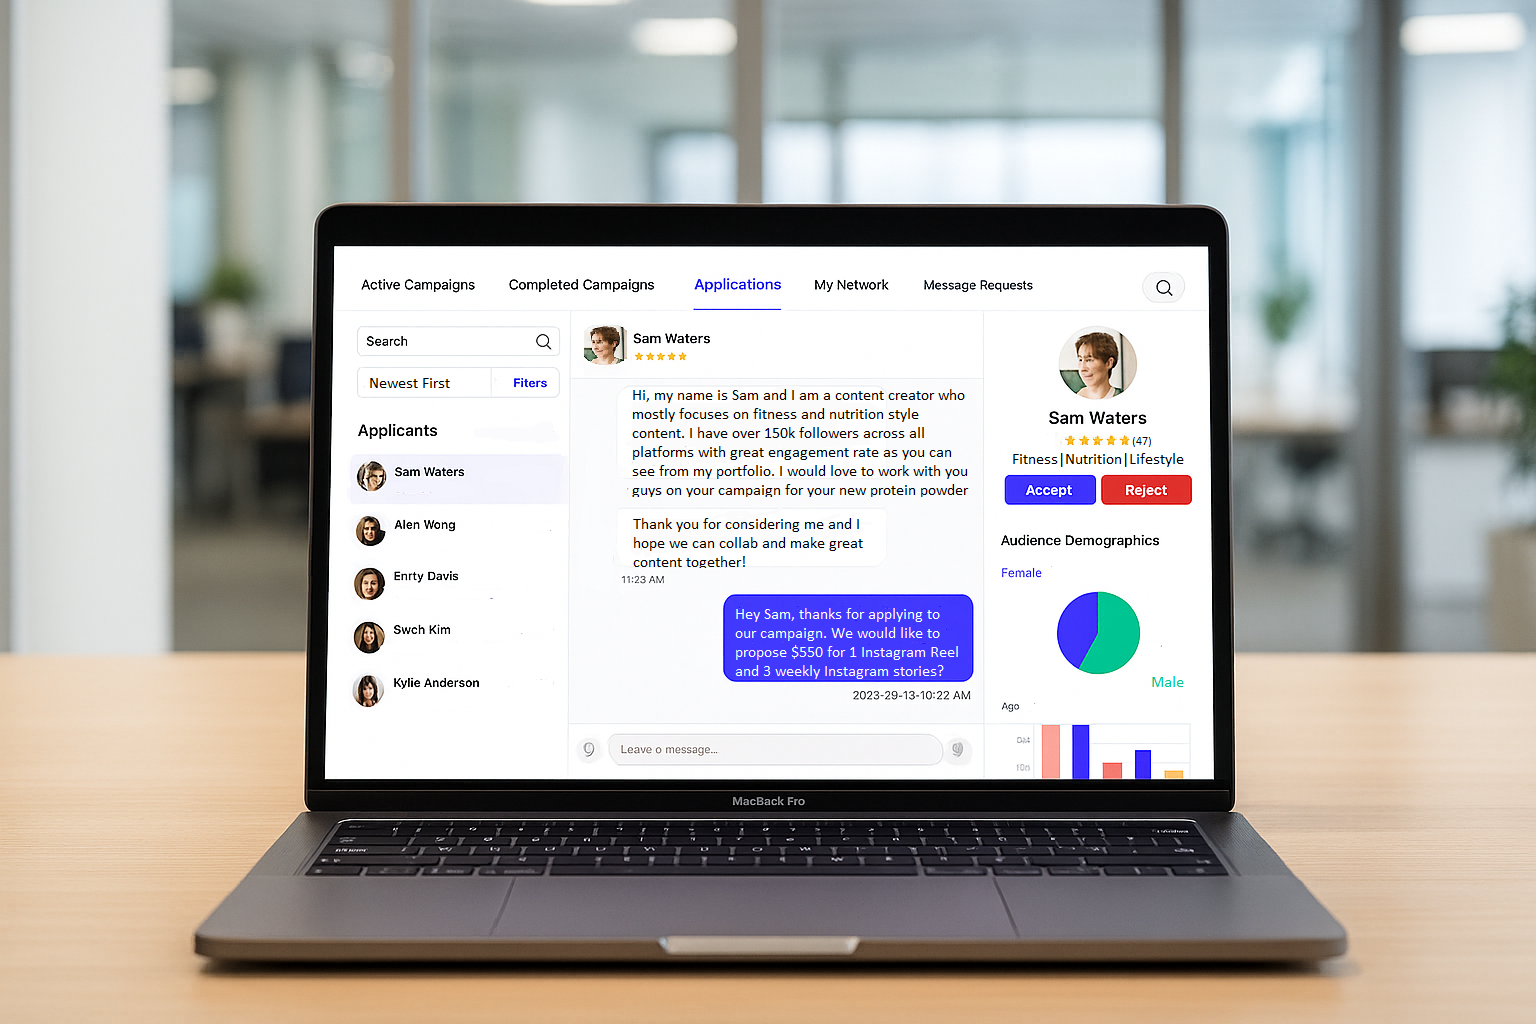 Active Campaigns
Completed Campaigns
Applications
My Network
Message Requests
Search
Newest First
Fiters
Applicants
Sam Waters
Alen Wong
Enrty Davis
Swch Kim
Kylie Anderson
Sam Waters
Hi, my name is Sam and I am a content creator who
mostly focuses on fitness and nutrition style
content. I have over 150k followers across all
platforms with great engagement rate as you can
see from my portfolio. I would love to work with you
guys on your campaign for your new protein powder
Thank you for considering me and I
hope we can collab and make great
content together!
11:23 AM
Hey Sam, thanks for applying to
our campaign. We would like to
propose $550 for 1 Instagram Reel
and 3 weekly Instagram stories?
2023-29-13-10:22 AM
Leave o message...
Sam Waters
(47)
Fitness|Nutrition|Lifestyle
Accept
Reject
Audience Demographics
Female
Male
Ago
MacBack Fro